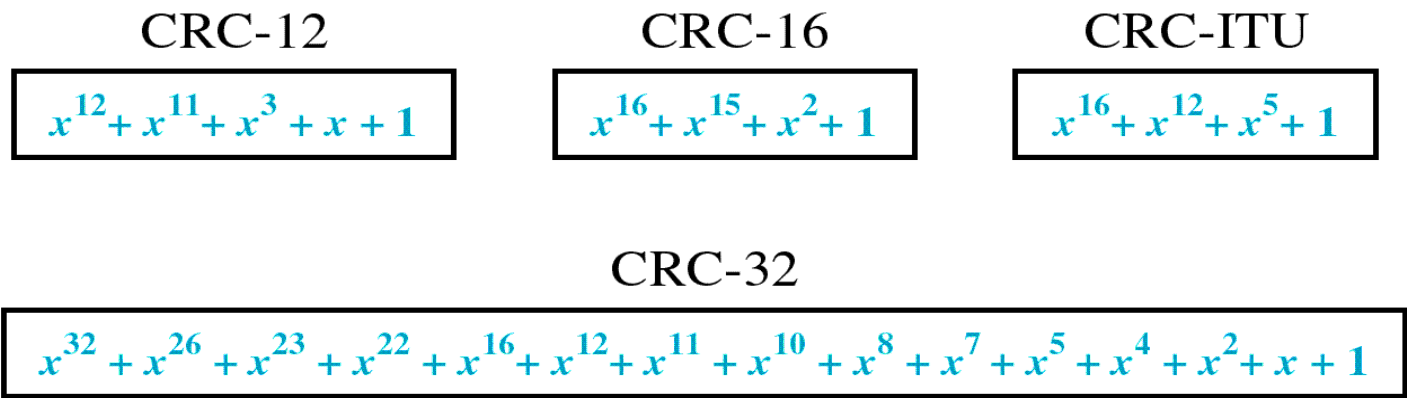 CRC-12 CRC-16 CRC-ITU
x¹²+ x¹¹+ x³ + x + 1 x¹⁶+ x¹⁵+ x²+ 1 x¹⁶+ x¹²+ x⁵+ 1
CRC-32
x³² + x²⁶ + x²³ + x²² + x¹⁶+ x¹²+ x¹¹ + x¹⁰ + x⁸ + x⁷ + x⁵ + x⁴ + x²+ x + 1